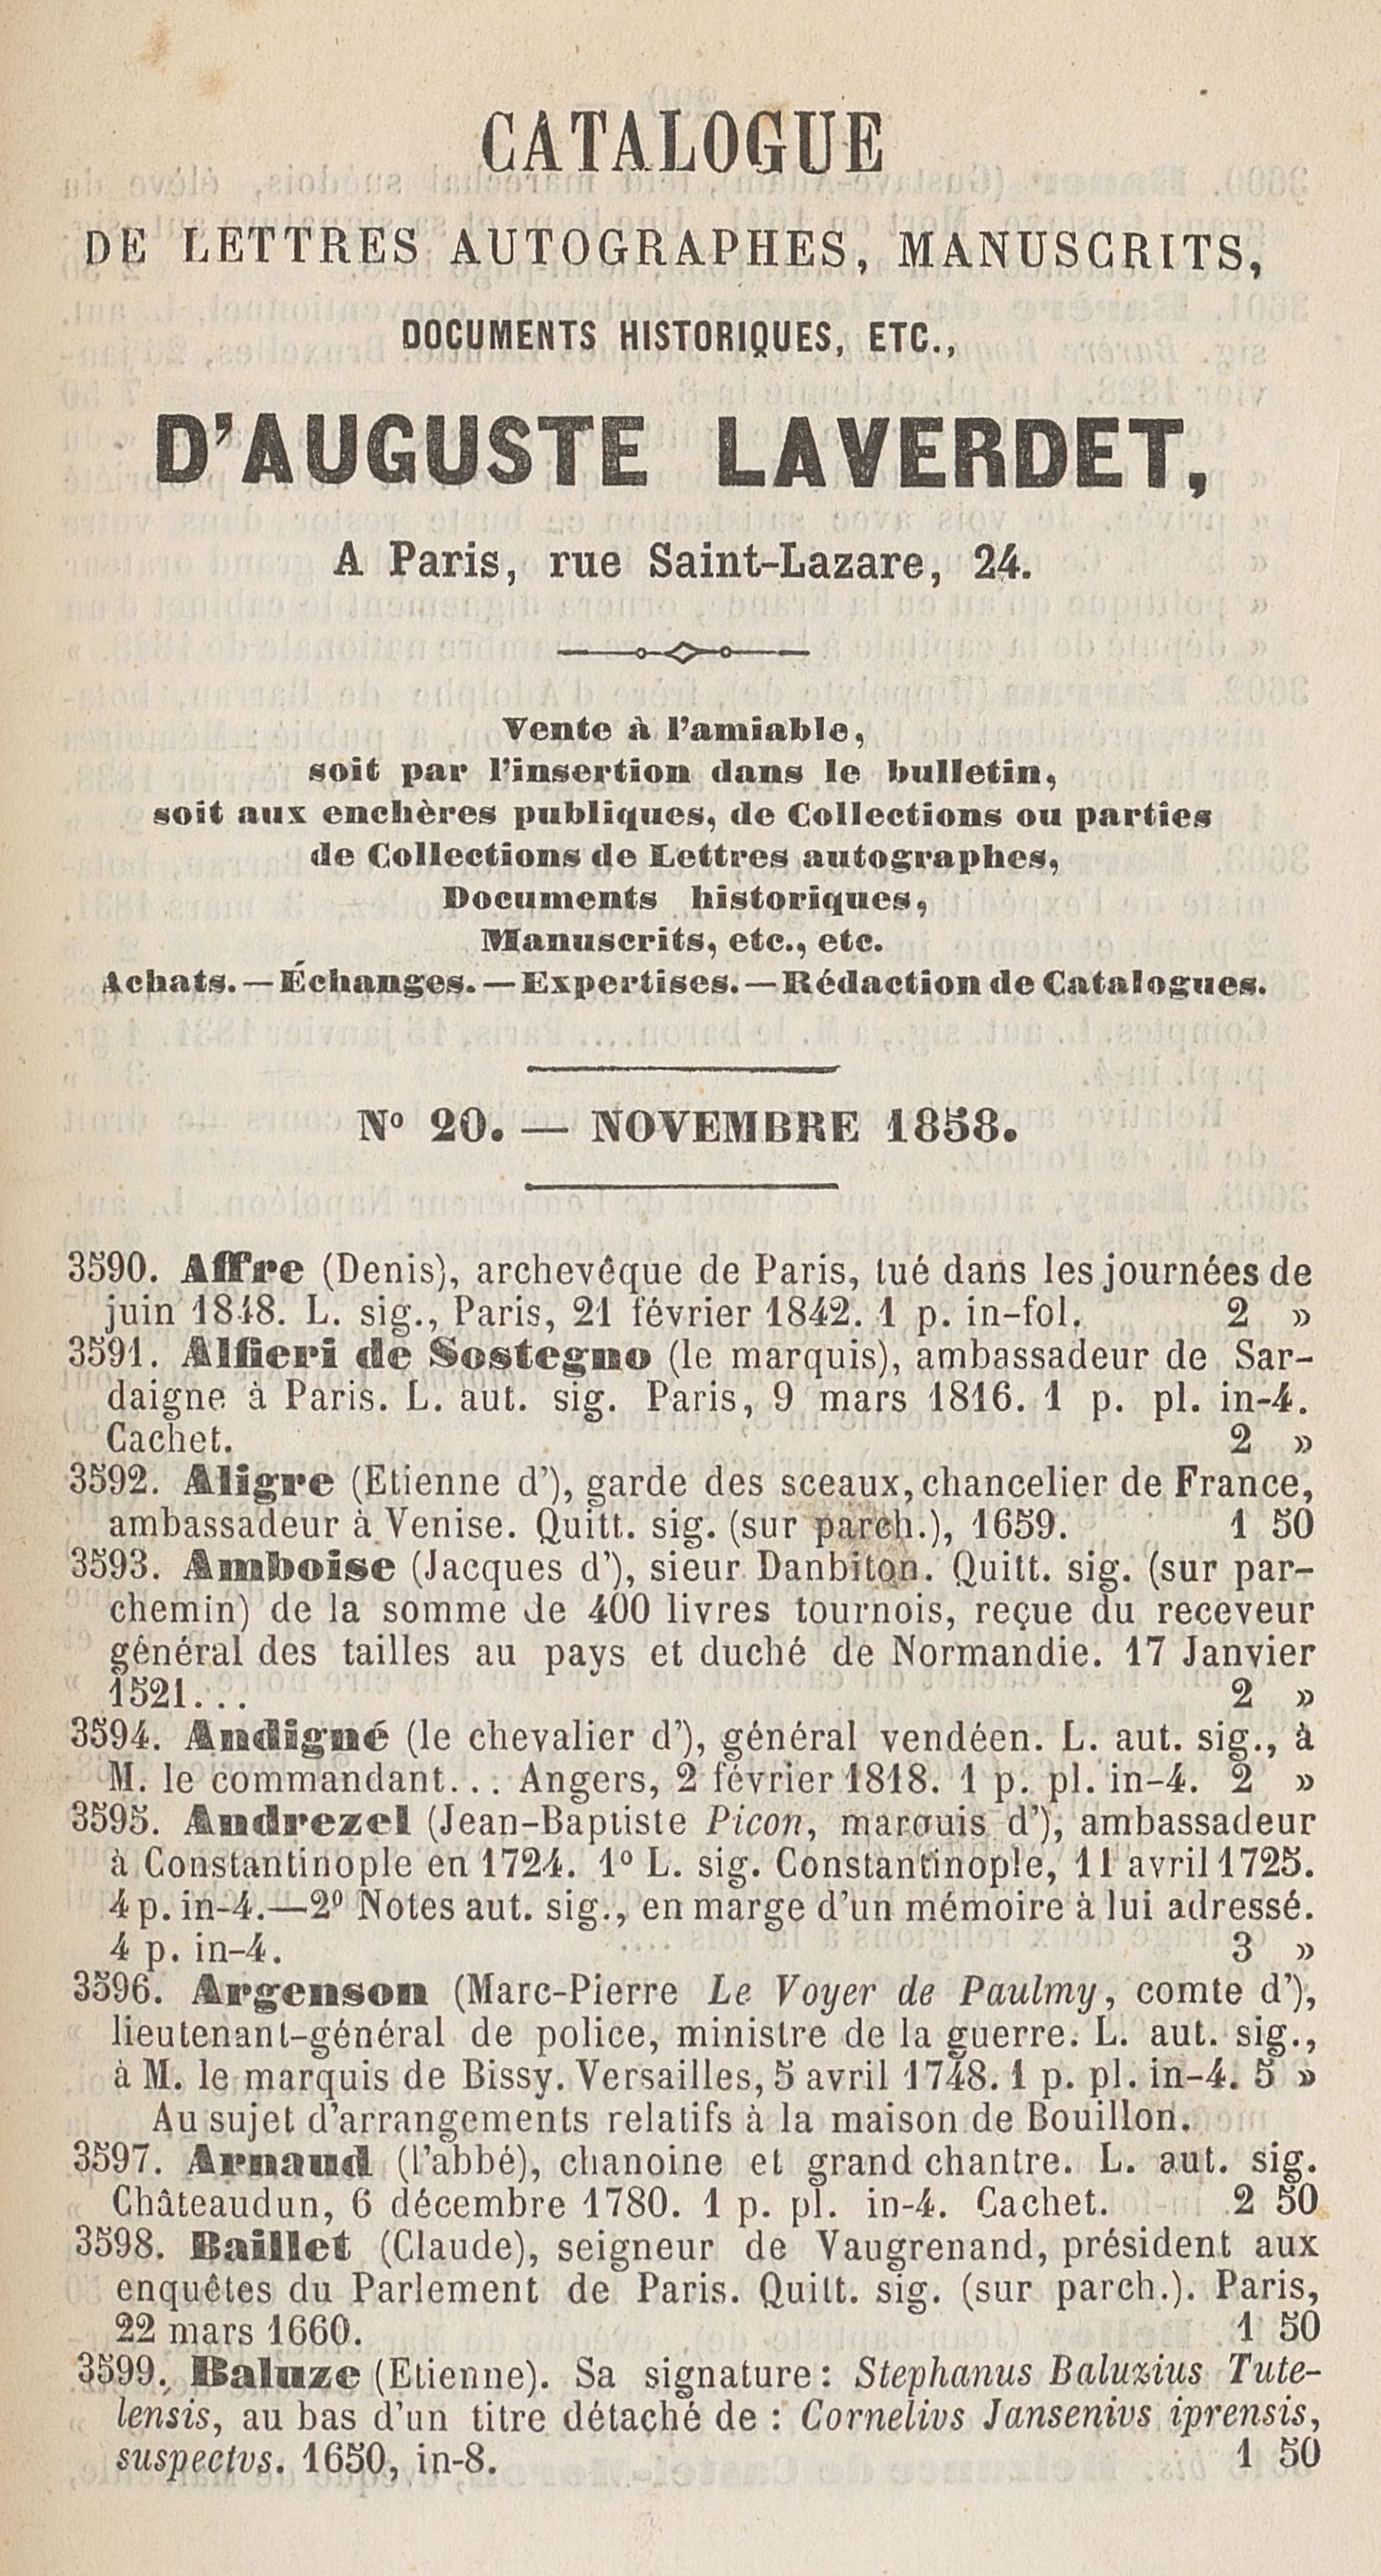 CATALOGUE
DE LETTRES AUTOGRAPHES, MANUSCRITS,
DOCUMENTS HISTORIQUES, ETC.,
D'AUGUSTE LAVERDET,
A Paris, rue Saint-Lazare, 24.
Vente à l'amiable,
soit par l'insertion dans le bulletin,
soit aux enchères publiques, de Collections ou parties
de Collections de Lettres autographes,
Documents historiques,
Manuscrits, etc., etc.
Achats. — Échanges. — Expertises. — Rédaction de Catalogues.
Nº 20. — NOVEMBRE 1858.
3590. Affre (Denis), archevêque de Paris, tué dans les journées de
juin 1848. L. sig., Paris, 21 février 1842. 1 p. in-fol. 2 »
3591. Alfieri de Sostegno (le marquis), ambassadeur de Sar-
daigne à Paris. L. aut. sig. Paris, 9 mars 1816. 1 p. pl. in-4.
Cachet. 2 »
3592. Aligre (Etienne d'), garde des sceaux, chancelier de France,
ambassadeur à Venise. Quitt. sig. (sur parch.), 1659. 1 50
3593. Amboise (Jacques d'), sieur Danbiton. Quitt. sig. (sur par-
chemin) de la somme de 400 livres tournois, reçue du receveur
général des tailles au pays et duché de Normandie. 17 Janvier
1521... 2 »
3594. Andigné (le chevalier d'), général vendéen. L. aut. sig., à
M. le commandant... Angers, 2 février 1818. 1 p. pl. in-4. 2 »
3595. Andrezel (Jean-Baptiste Picon, marquis d'), ambassadeur
à Constantinople en 1724. 1º L. sig. Constantinople, 11 avril 1725.
4 p. in-4.—2º Notes aut. sig., en marge d'un mémoire à lui adressé.
4 p. in-4. 3 »
3596. Argenson (Marc-Pierre Le Voyer de Paulmy, comte d'),
lieutenant-général de police, ministre de la guerre. L. aut. sig.,
à M. le marquis de Bissy. Versailles, 5 avril 1748. 1 p. pl. in-4. 5 »
Au sujet d'arrangements relatifs à la maison de Bouillon.
3597. Arnaud (l'abbé), chanoine et grand chantre. L. aut. sig.
Châteaudun, 6 décembre 1780. 1 p. pl. in-4. Cachet. 2 50
3598. Baillet (Claude), seigneur de Vaugrenand, président aux
enquêtes du Parlement de Paris. Quitt. sig. (sur parch.). Paris,
22 mars 1660. 1 50
3599. Baluze (Etienne). Sa signature: Stephanus Baluzius Tute-
lensis, au bas d'un titre détaché de : Cornelivs Jansenivs iprensis,
suspectvs. 1650, in-8. 1 50